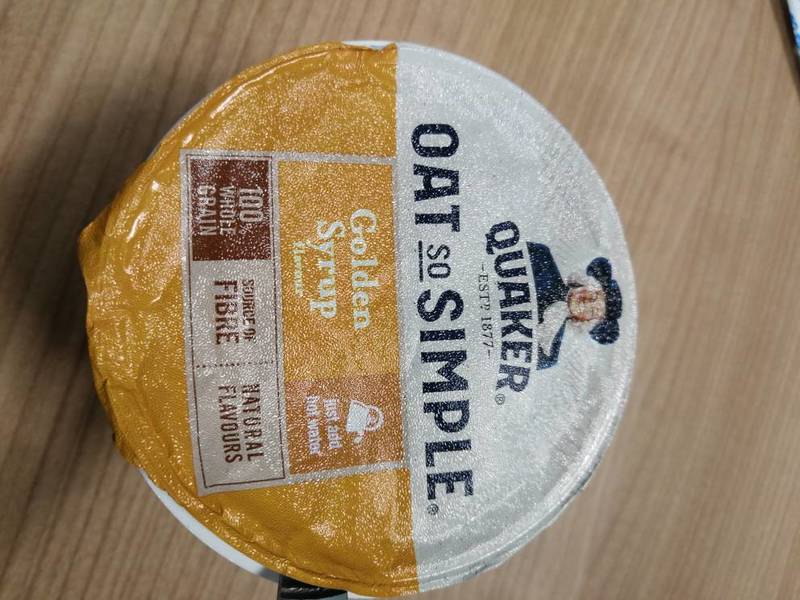 QUAKER®
-ESTD 1877-
OAT SO SIMPLE®
Golden
Syrup
Flavour
Just add
hot water
100%
WHOLE
GRAIN
SOURCE OF
FIBRE
NATURAL
FLAVOURS